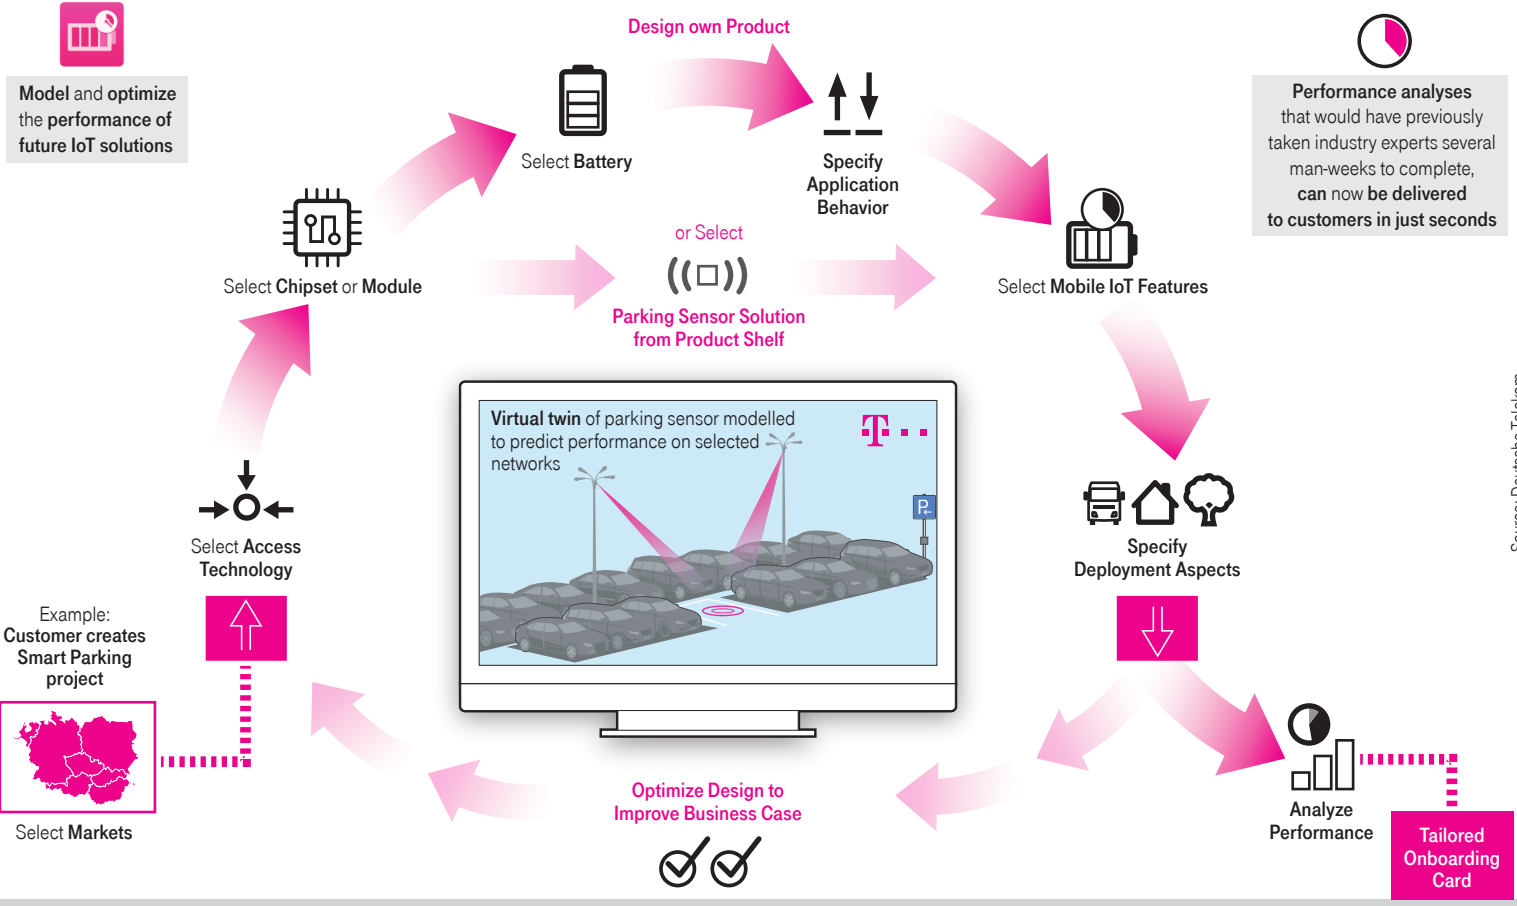 Model and optimize
the performance of
future IoT solutions
Design own Product
Performance analyses
that would have previously
taken industry experts several
man-weeks to complete,
can now be delivered
to customers in just seconds
Select Battery
Specify
Application
Behavior
Select Chipset or Module
or Select
Parking Sensor Solution
from Product Shelf
Select Mobile IoT Features
Virtual twin of parking sensor modelled
to predict performance on selected
networks
T
P
Select Access
Technology
Specify
Deployment Aspects
Example:
Customer creates
Smart Parking
project
Select Markets
Optimize Design to
Improve Business Case
Analyze
Performance
Tailored
Onboarding
Card
Source: Deutsche Telekom